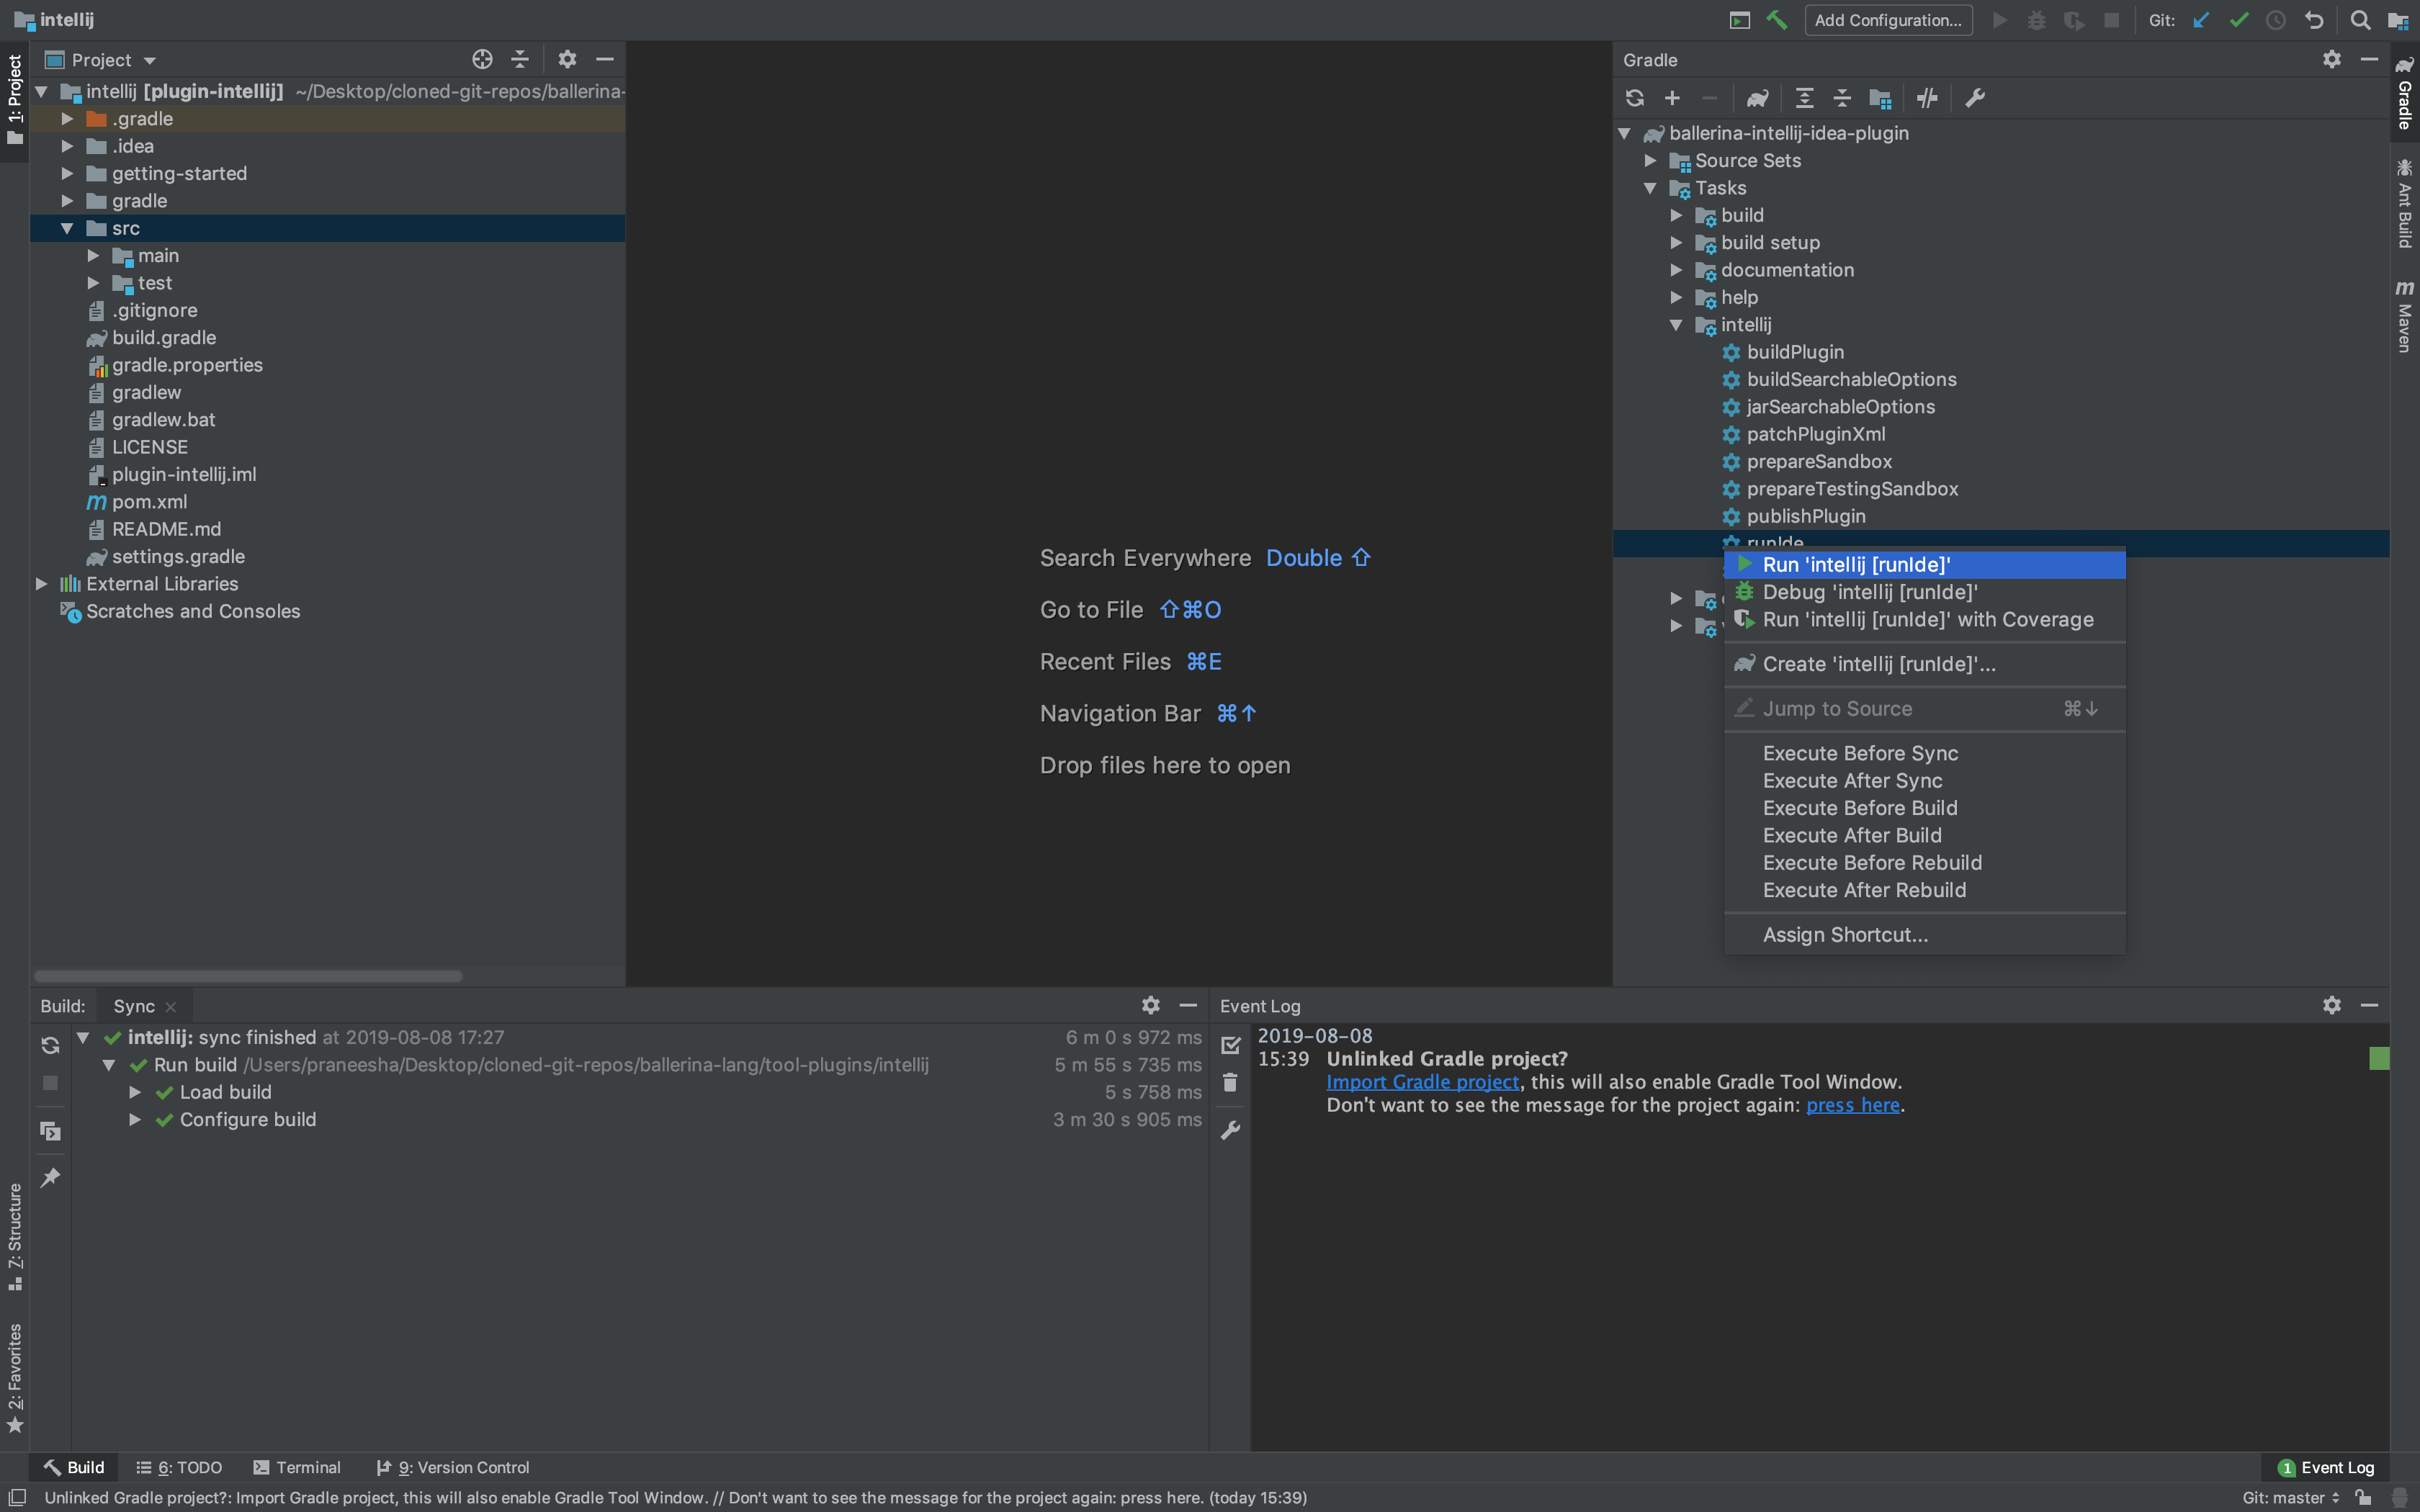 intellij
Add Configuration...
Git:
1: Project
Project
intellij [plugin-intellij] ~/Desktop/cloned-git-repos/ballerina-
.gradle
.idea
getting-started
gradle
src
main
test
.gitignore
build.gradle
gradle.properties
gradlew
gradlew.bat
LICENSE
plugin-intellij.iml
pom.xml
README.md
settings.gradle
External Libraries
Scratches and Consoles
Search Everywhere Double ⇧
Go to File ⇧⌘O
Recent Files ⌘E
Navigation Bar ⌘↑
Drop files here to open
Gradle
ballerina-intellij-idea-plugin
Source Sets
Tasks
build
build setup
documentation
help
intellij
buildPlugin
buildSearchableOptions
jarSearchableOptions
patchPluginXml
prepareSandbox
prepareTestingSandbox
publishPlugin
runIde
Run 'intellij [runIde]'
Debug 'intellij [runIde]'
Run 'intellij [runIde]' with Coverage
Create 'intellij [runIde]'...
Jump to Source ⌘↓
Execute Before Sync
Execute After Sync
Execute Before Build
Execute After Build
Execute Before Rebuild
Execute After Rebuild
Assign Shortcut...
Gradle
Ant Build
Maven
Build: Sync
intellij: sync finished at 2019-08-08 17:27 6 m 0 s 972 ms
Run build /Users/praneesha/Desktop/cloned-git-repos/ballerina-lang/tool-plugins/intellij 5 m 55 s 735 ms
Load build 5 s 758 ms
Configure build 3 m 30 s 905 ms
Event Log
2019-08-08
15:39 Unlinked Gradle project?
Import Gradle project, this will also enable Gradle Tool Window.
Don't want to see the message for the project again: press here.
7: Structure
2: Favorites
Build 6: TODO Terminal 9: Version Control
1 Event Log
Unlinked Gradle project?: Import Gradle project, this will also enable Gradle Tool Window. // Don't want to see the message for the project again: press here. (today 15:39)
Git: master